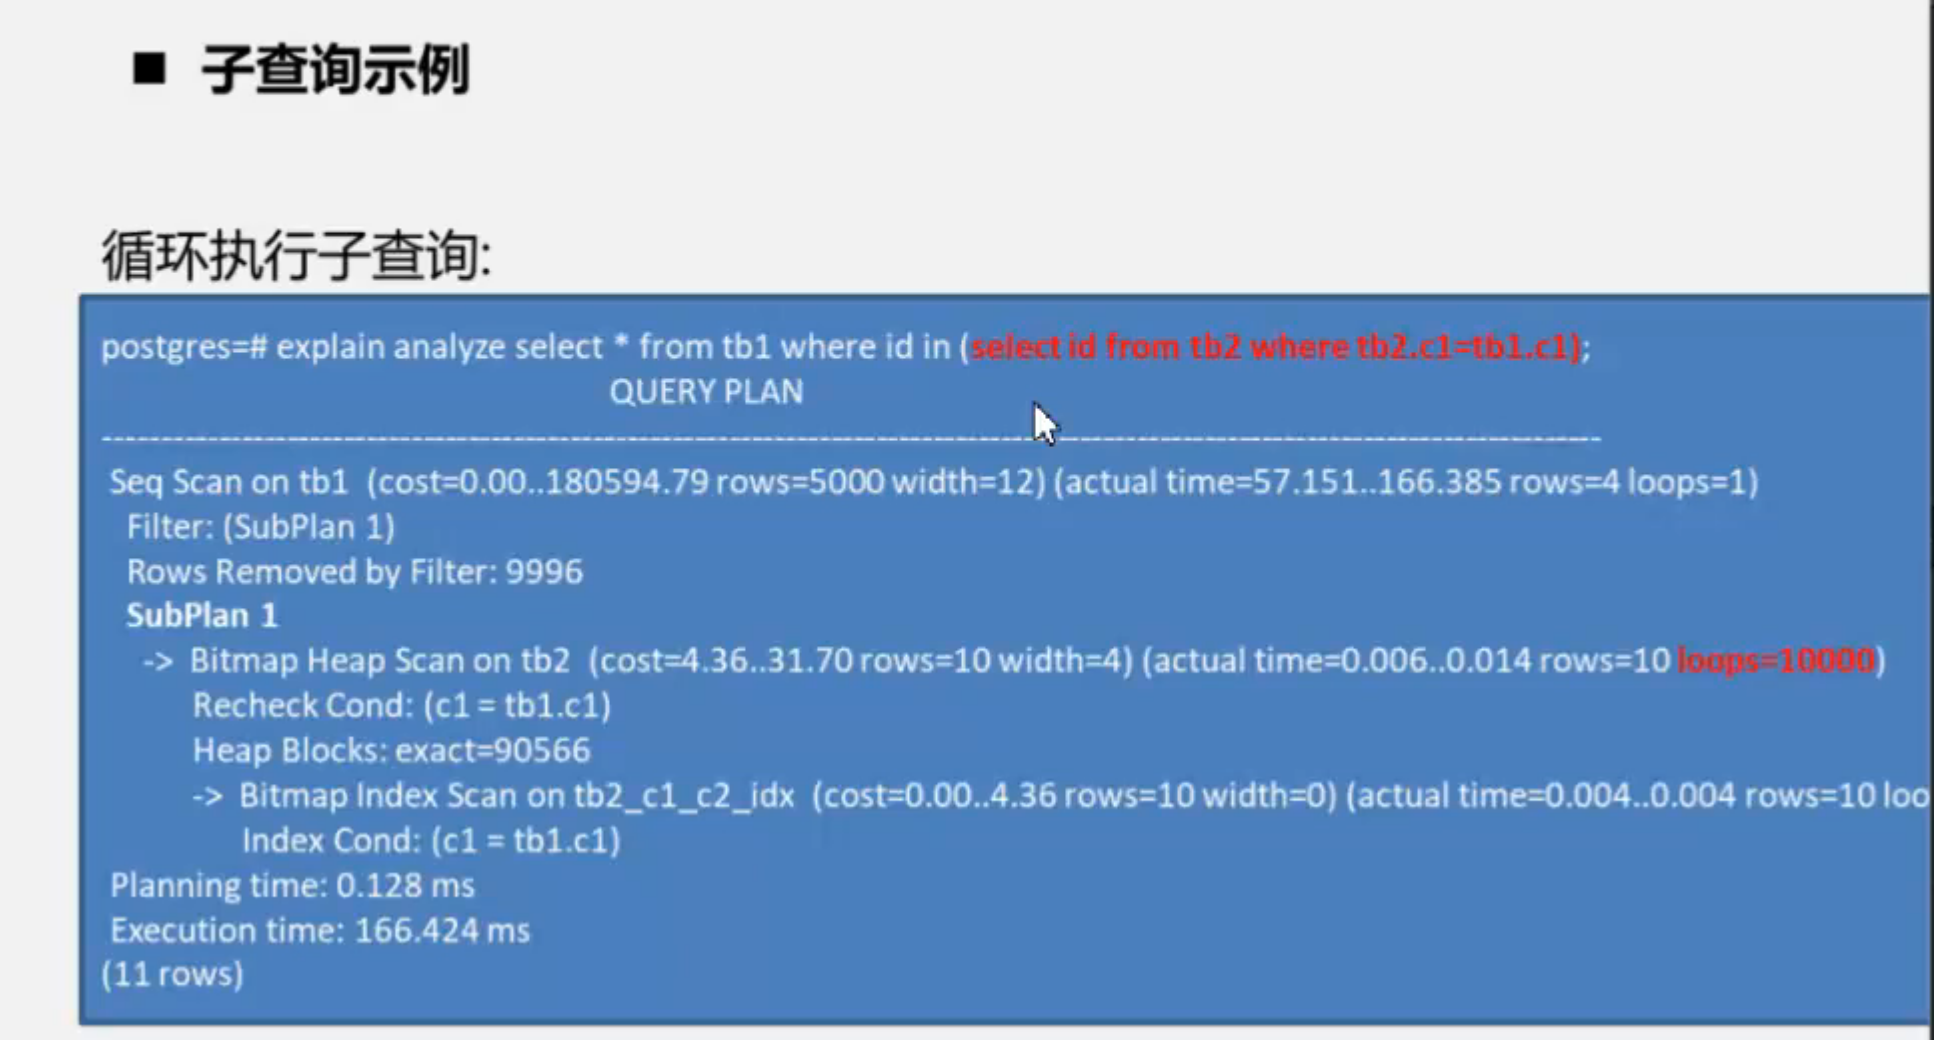 ■ 子查询示例
循环执行子查询:
postgres=# explain analyze select * from tb1 where id in (select id from tb2 where tb2.c1=tb1.c1);
QUERY PLAN
----------------------------------------------------------------------------------------------------------------------------
Seq Scan on tb1 (cost=0.00..180594.79 rows=5000 width=12) (actual time=57.151..166.385 rows=4 loops=1)
Filter: (SubPlan 1)
Rows Removed by Filter: 9996
SubPlan 1
-> Bitmap Heap Scan on tb2 (cost=4.36..31.70 rows=10 width=4) (actual time=0.006..0.014 rows=10 loops=10000)
Recheck Cond: (c1 = tb1.c1)
Heap Blocks: exact=90566
-> Bitmap Index Scan on tb2_c1_c2_idx (cost=0.00..4.36 rows=10 width=0) (actual time=0.004..0.004 rows=10 loo
Index Cond: (c1 = tb1.c1)
Planning time: 0.128 ms
Execution time: 166.424 ms
(11 rows)